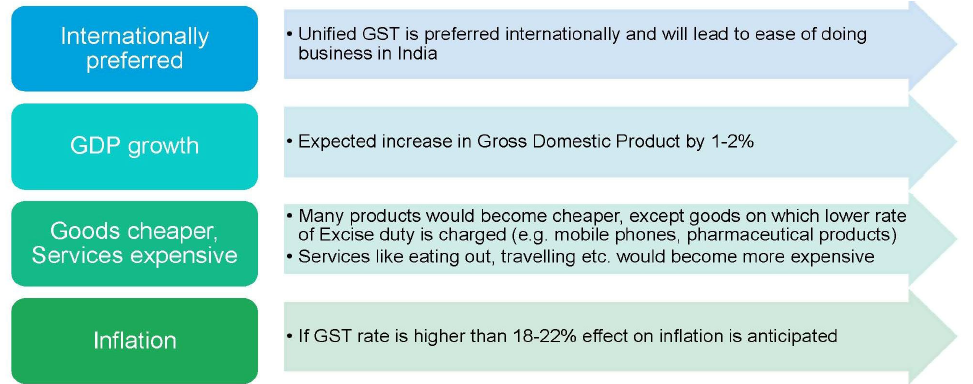 Internationally
preferred
• Unified GST is preferred internationally and will lead to ease of doing
business in India
GDP growth
• Expected increase in Gross Domestic Product by 1-2%
Goods cheaper,
Services expensive
• Many products would become cheaper, except goods on which lower rate
of Excise duty is charged (e.g. mobile phones, pharmaceutical products)
• Services like eating out, travelling etc. would become more expensive
Inflation
• If GST rate is higher than 18-22% effect on inflation is anticipated